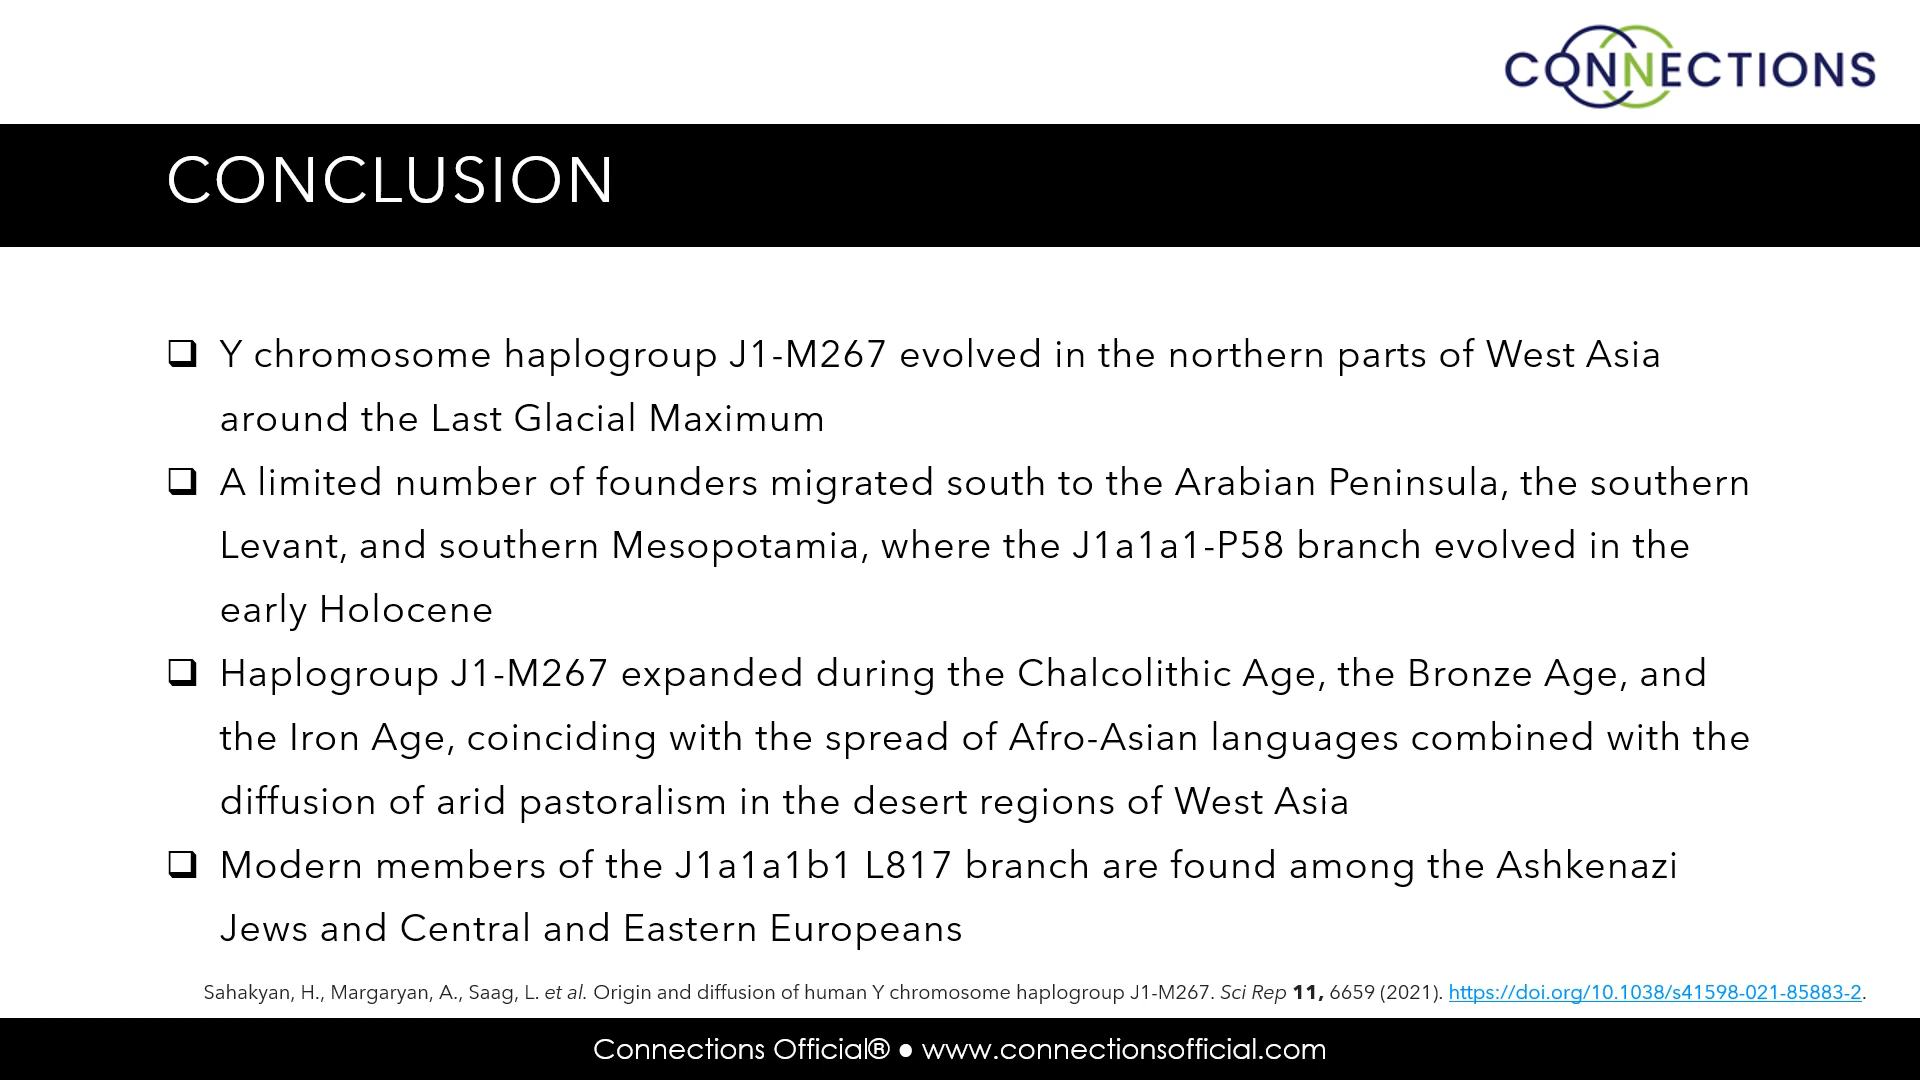 CONNECTIONS
CONCLUSION
Y chromosome haplogroup J1-M267 evolved in the northern parts of West Asia
around the Last Glacial Maximum
A limited number of founders migrated south to the Arabian Peninsula, the southern
Levant, and southern Mesopotamia, where the J1a1a1-P58 branch evolved in the
early Holocene
Haplogroup J1-M267 expanded during the Chalcolithic Age, the Bronze Age, and
the Iron Age, coinciding with the spread of Afro-Asian languages combined with the
diffusion of arid pastoralism in the desert regions of West Asia
Modern members of the J1a1a1b1 L817 branch are found among the Ashkenazi
Jews and Central and Eastern Europeans
Sahakyan, H., Margaryan, A., Saag, L. et al. Origin and diffusion of human Y chromosome haplogroup J1-M267. Sci Rep 11, 6659 (2021). https://doi.org/10.1038/s41598-021-85883-2.
Connections Official® ● www.connectionsofficial.com